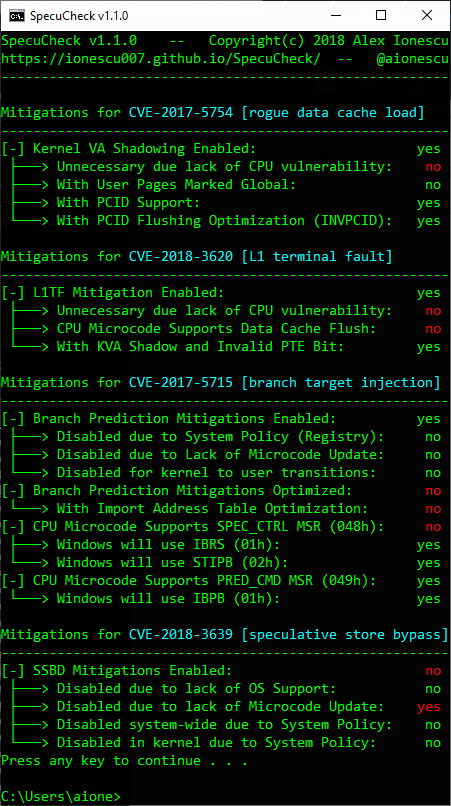 SpecuCheck v1.1.0
SpecuCheck v1.1.0 -- Copyright(c) 2018 Alex Ionescu
https://ionescu007.github.io/SpecuCheck/ -- @aionescu
--------------------------------------------------------
Mitigations for CVE-2017-5754 [rogue data cache load]
--------------------------------------------------------
[-] Kernel VA Shadowing Enabled: yes
├───> Unnecessary due lack of CPU vulnerability: no
├───> With User Pages Marked Global: no
├───> With PCID Support: yes
└───> With PCID Flushing Optimization (INVPCID): yes
Mitigations for CVE-2018-3620 [L1 terminal fault]
--------------------------------------------------------
[-] L1TF Mitigation Enabled: yes
├───> Unnecessary due lack of CPU vulnerability: no
├───> CPU Microcode Supports Data Cache Flush: no
└───> With KVA Shadow and Invalid PTE Bit: yes
Mitigations for CVE-2017-5715 [branch target injection]
--------------------------------------------------------
[-] Branch Prediction Mitigations Enabled: yes
├───> Disabled due to System Policy (Registry): no
├───> Disabled due to Lack of Microcode Update: no
└───> Disabled for kernel to user transitions: no
[-] Branch Prediction Mitigations Optimized: no
└───> With Import Address Table Optimization: no
[-] CPU Microcode Supports SPEC_CTRL MSR (048h): no
├───> Windows will use IBRS (01h): yes
└───> Windows will use STIPB (02h): yes
[-] CPU Microcode Supports PRED_CMD MSR (049h): yes
└───> Windows will use IBPB (01h): yes
Mitigations for CVE-2018-3639 [speculative store bypass]
--------------------------------------------------------
[-] SSBD Mitigations Enabled: no
├───> Disabled due to lack of OS Support: no
├───> Disabled due to lack of Microcode Update: yes
├───> Disabled system-wide due to System Policy: no
└───> Disabled in kernel due to System Policy: no
Press any key to continue . . .
C:\Users\aione>